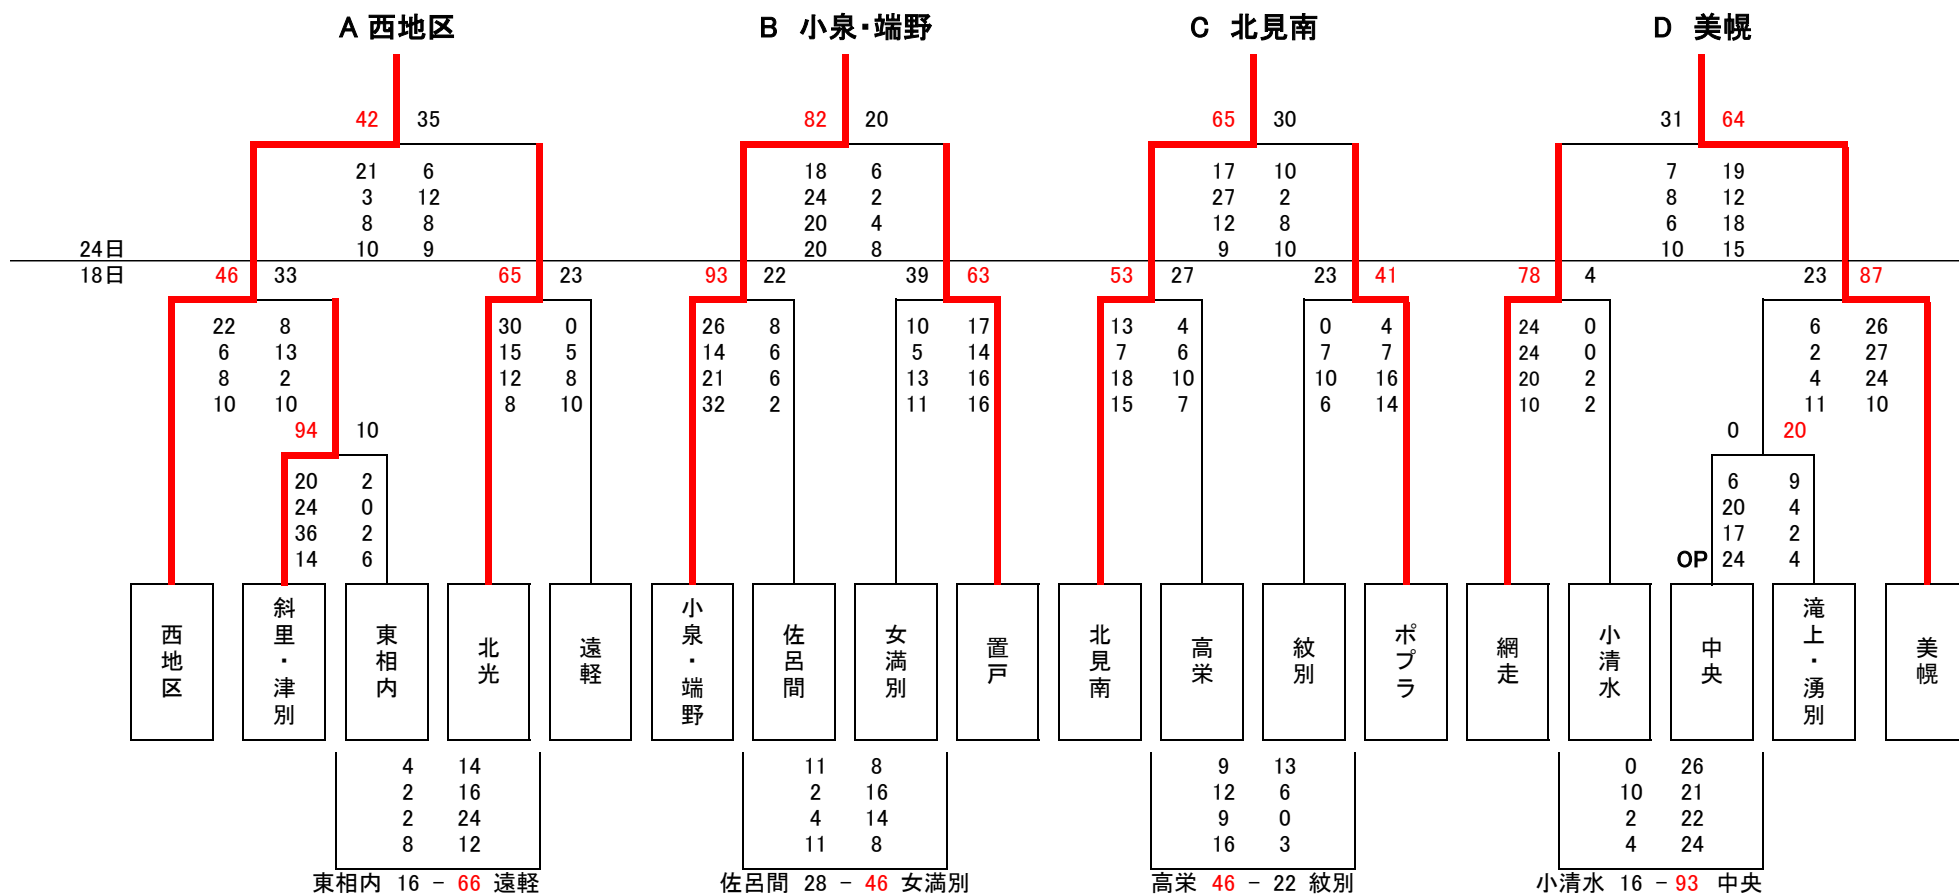 A 西地区 B 小泉・端野 C 北見南 D 美幌
42 35 82 20 65 30 31 64
21 6 18 6 17 10 7 19
3 12 24 2 27 2 8 12
8 8 20 4 12 8 6 18
24日 10 9 20 8 9 10 10 15
18日 46 33 65 23 93 22 39 63 53 27 23 41 78 4 23 87
22 8 30 0 26 8 10 17 13 4 0 4 24 0 6 26
6 13 15 5 14 6 5 14 7 6 7 7 24 0 2 27
8 2 12 8 21 6 13 16 18 10 10 16 20 2 4 24
10 10 8 10 32 2 11 16 15 7 6 14 10 2 11 10
94 10 0 20
20 2 6 9
24 0 20 4
36 2 17 2
14 6 OP 24 4
西地区
斜里・津別
東相内
北光
遠軽
小泉・端野
佐呂間
女満別
置戸
北見南
高栄
紋別
ポプラ
網走
小清水
中央
滝上・湧別
美幌
4 14 11 8 9 13 0 26
2 16 2 16 12 6 10 21
2 24 4 14 9 0 2 22
8 12 11 8 16 3 4 24
東相内 16 - 66 遠軽 佐呂間 28 - 46 女満別 高栄 46 - 22 紋別 小清水 16 - 93 中央